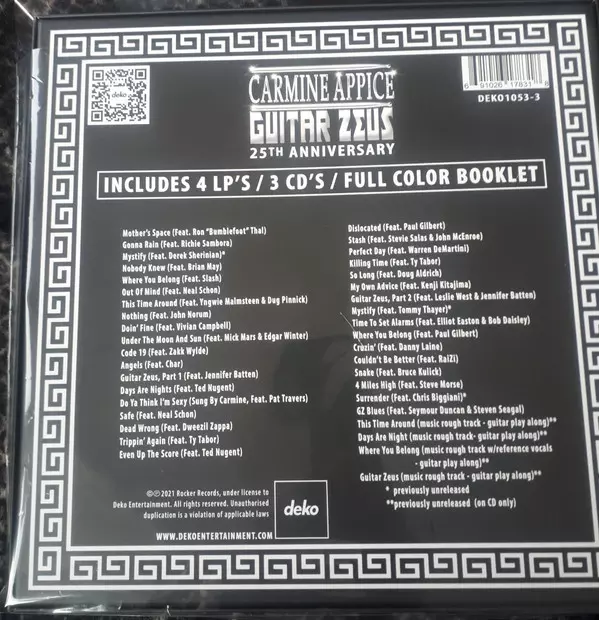 deko
6 91026 17831 8
DEKO1053-3
CARMINE APPICE
GUITAR ZEUS
25TH ANNIVERSARY
INCLUDES 4 LP'S / 3 CD'S / FULL COLOR BOOKLET
Mother's Space (Feat. Ron "Bumblefoot" Thal)
Gonna Rain (Feat. Richie Sambora)
Mystify (Feat. Derek Sherinian)*
Nobody Knew (Feat. Brian May)
Where You Belong (Feat. Slash)
Out Of Mind (Feat. Neal Schon)
This Time Around (Feat. Yngwie Malmsteen & Dug Pinnick)
Nothing (Feat. John Norum)
Doin' Fine (Feat. Vivian Campbell)
Under The Moon And Sun (Feat. Mick Mars & Edgar Winter)
Code 19 (Feat. Zakk Wylde)
Angels (Feat. Char)
Guitar Zeus, Part 1 (Feat. Jennifer Batten)
Days Are Nights (Feat. Ted Nugent)
Do Ya Think I'm Sexy (Sung By Carmine, Feat. Pat Travers)
Safe (Feat. Neal Schon)
Dead Wrong (Feat. Dweezil Zappa)
Trippin' Again (Feat. Ty Tabor)
Even Up The Score (Feat. Ted Nugent)
Dislocated (Feat. Paul Gilbert)
Stash (Feat. Stevie Salas & John McEnroe)
Perfect Day (Feat. Warren DeMartini)
Killing Time (Feat. Ty Tabor)
So Long (Feat. Doug Aldrich)
My Own Advice (Feat. Kenji Kitajima)
Guitar Zeus, Part 2 (Feat. Leslie West & Jennifer Batten)
Mystify (Feat. Tommy Thayer)*
Time To Set Alarms (Feat. Elliot Easton & Bob Daisley)
Where You Belong (Feat. Paul Gilbert)
Cruzin' (Feat. Danny Laine)
Couldn't Be Better (Feat. RaiZi)
Snake (Feat. Bruce Kulick)
4 Miles High (Feat. Steve Morse)
Surrender (Feat. Chris Biggiani)*
GZ Blues (Feat. Seymour Duncan & Steven Seagal)
This Time Around (music rough track - guitar play along)**
Days Are Night (music rough track - guitar play along)**
Where You Belong (music rough track w/reference vocals
- guitar play along)**
Guitar Zeus (music rough track - guitar play along)**
* previously unreleased
**previously unreleased (on CD only)
©℗2021 Rocker Records, under license to
Deko Entertainment. All rights reserved. Unauthorised
duplication is a violation of applicable laws
deko
WWW.DEKOENTERTAINMENT.COM